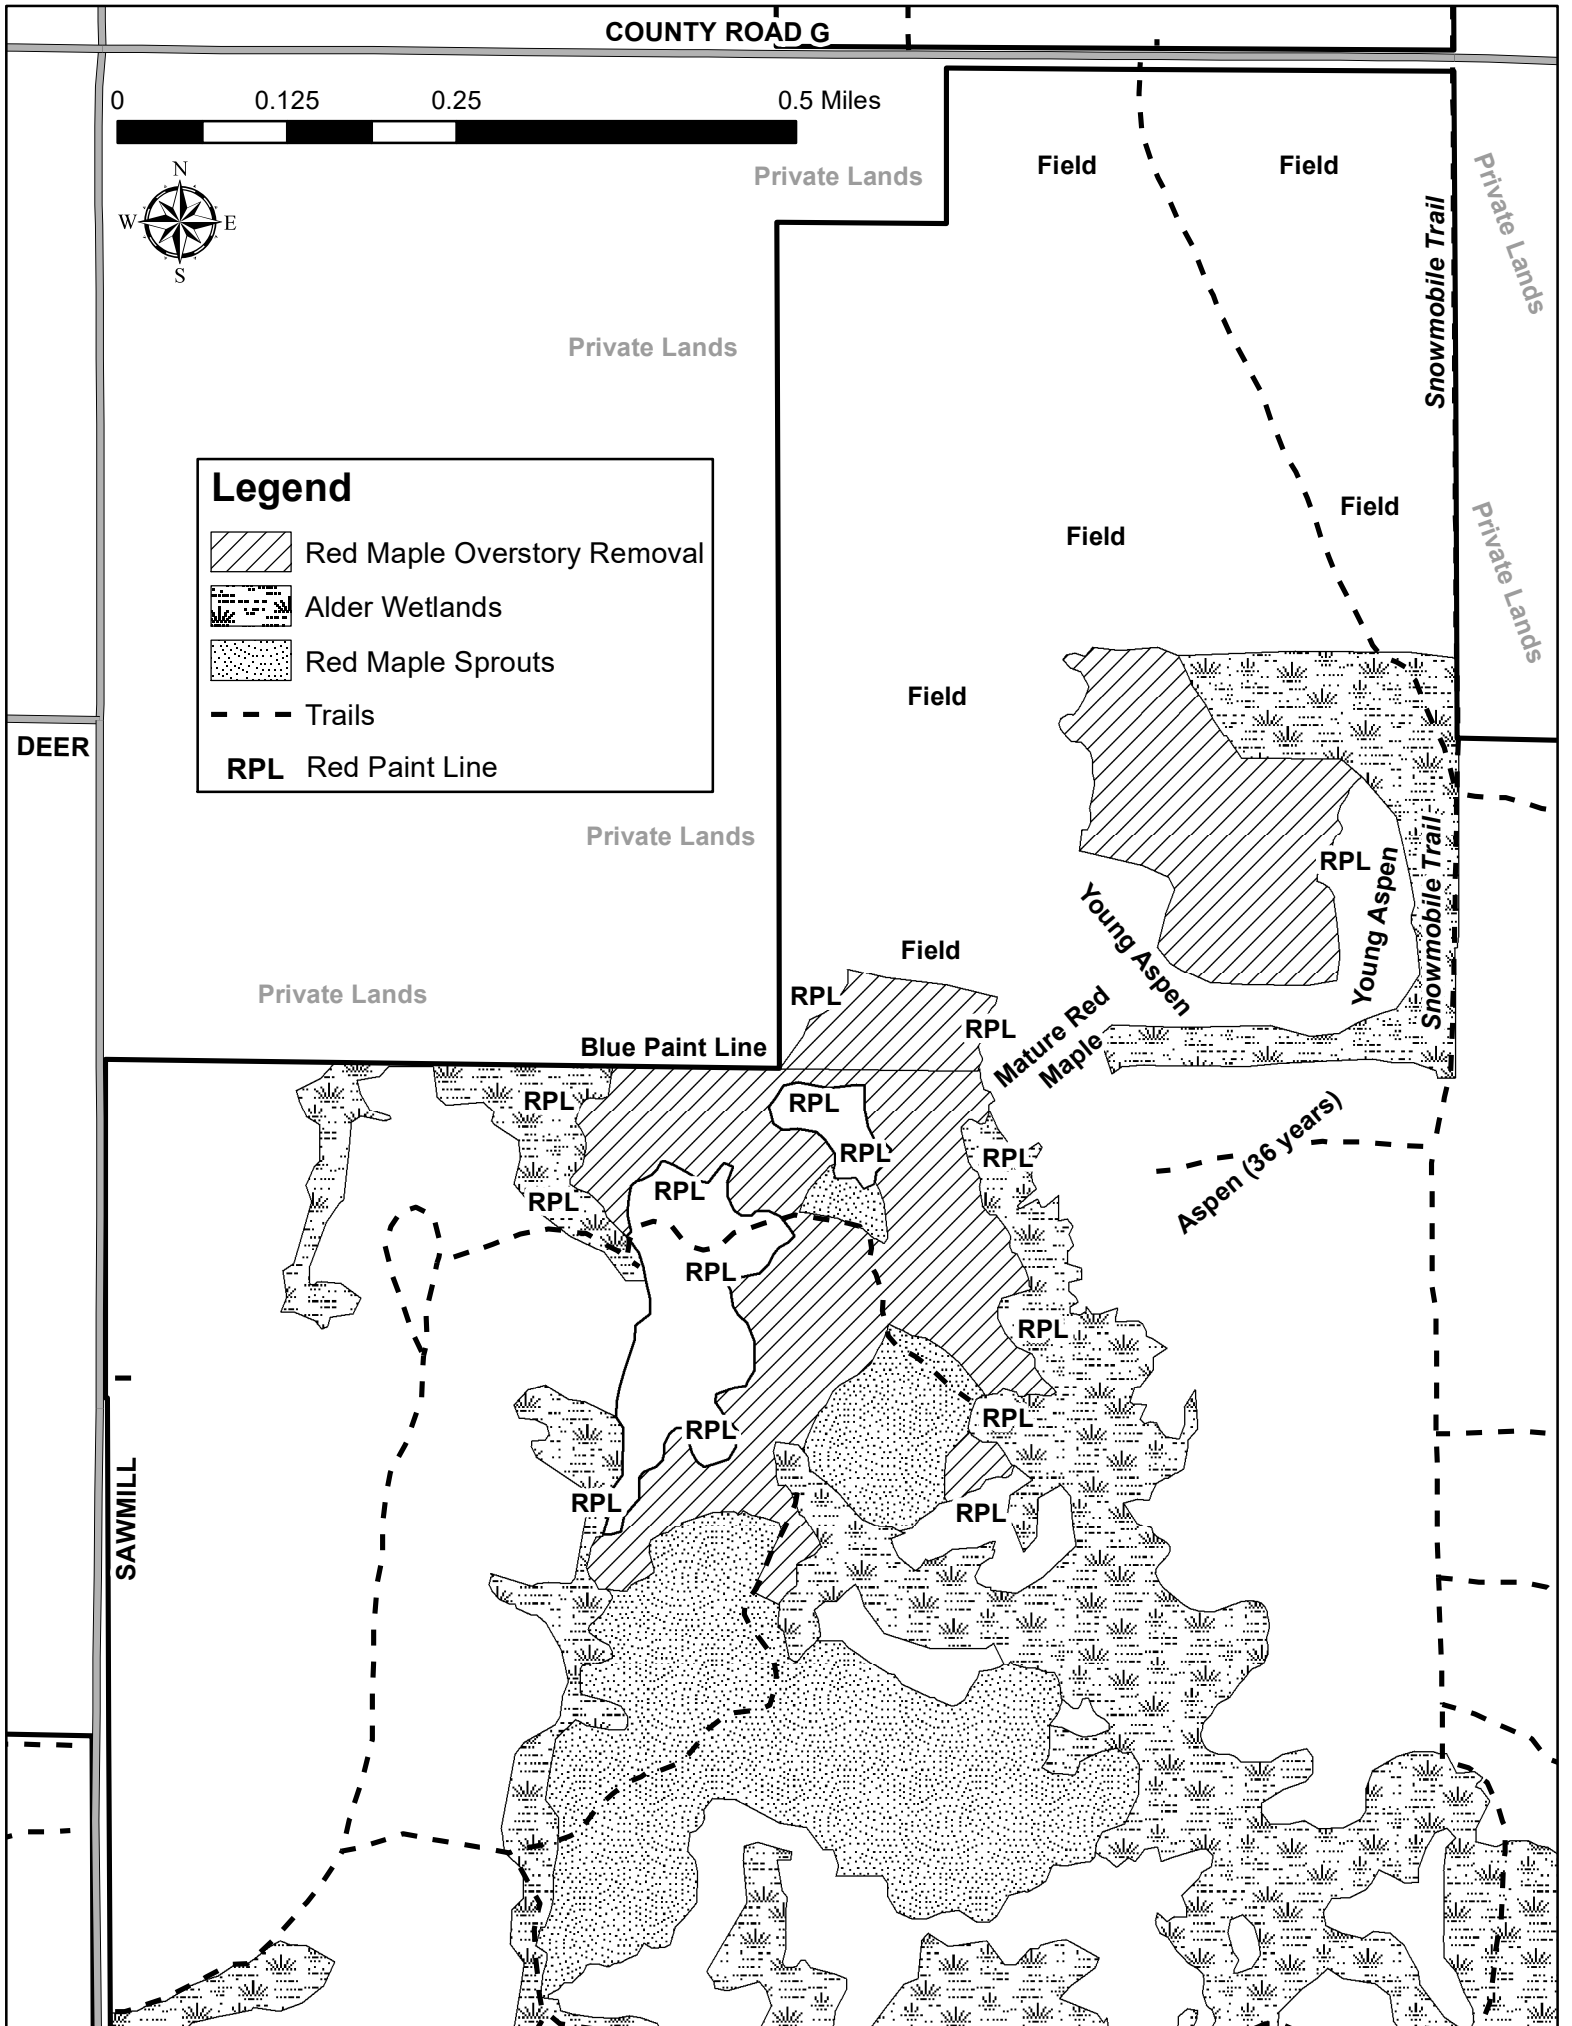 COUNTY ROAD G
0 0.125 0.25 0.5 Miles
N
W E
S
Private Lands
Field
Field
Private Lands
Snowmobile Trail
Private Lands
Legend
Red Maple Overstory Removal
Alder Wetlands
Red Maple Sprouts
Trails
RPL Red Paint Line
Field
Field
Private Lands
Field
DEER
Private Lands
RPL
Young Aspen
Young Aspen
Snowmobile Trail
Field
Private Lands
RPL
RPL
Mature Red
Maple
Blue Paint Line
RPL
RPL
RPL
RPL
Aspen (36 years)
RPL
RPL
RPL
RPL
RPL
RPL
RPL
RPL
RPL
SAWMILL